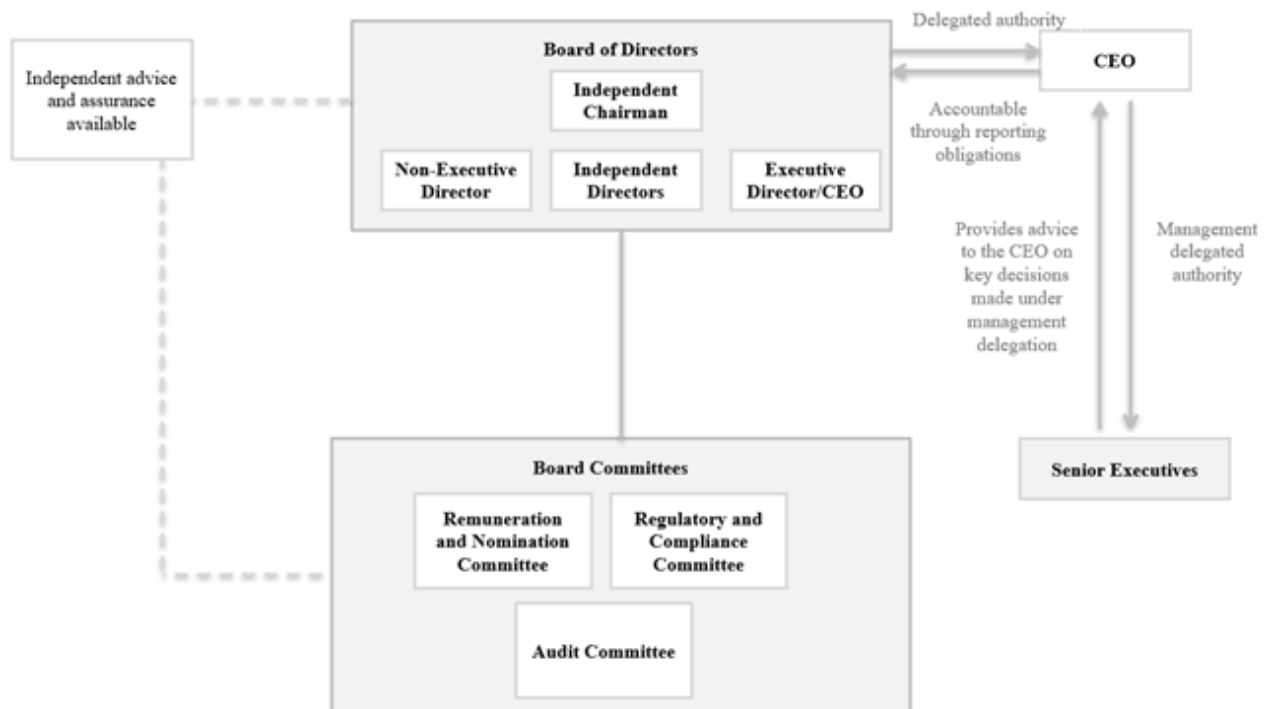 Delegated authority
Board of Directors
CEO
Independent advice
and assurance
available
Independent
Chairman
Accountable
through reporting
obligations
Non-Executive
Director
Independent
Directors
Executive
Director/CEO
Provides advice
to the CEO on
key decisions
made under
management
delegation
Management
delegated
authority
Board Committees
Senior Executives
Remuneration
and Nomination
Committee
Regulatory and
Compliance
Committee
Audit Committee